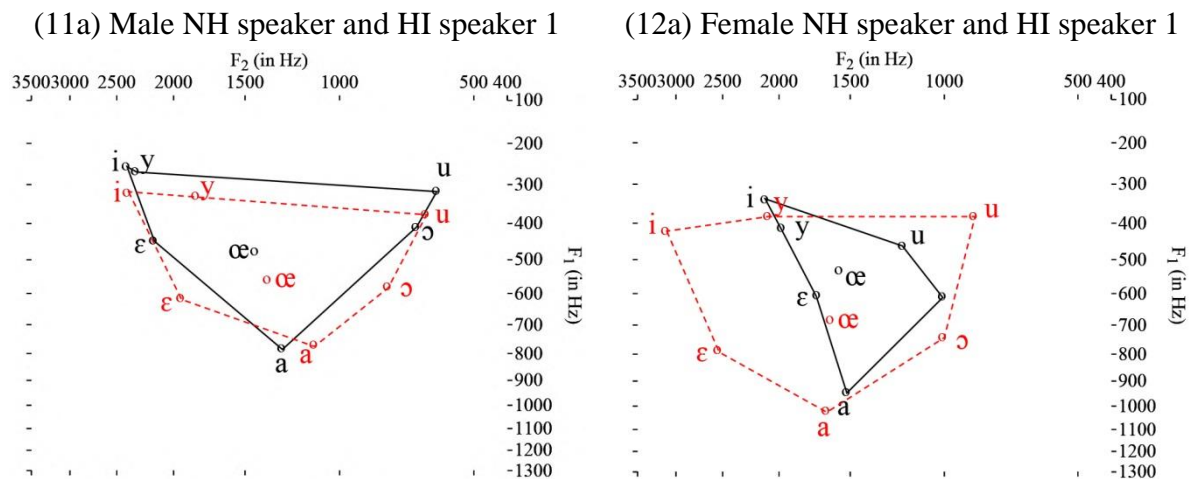 (11a) Male NH speaker and HI speaker 1
F2 (in Hz)
35003000 2500 2000 1500 1000 500 400
-100
-200
-300
-400
-500
-600
-700
-800
-900
-1000
-1100
-1200
-1300
F1 (in Hz)
i y u
i y u
ɛ ɔ
œ
œ
ɛ ɔ
a a
(12a) Female NH speaker and HI speaker 1
F2 (in Hz)
35003000 2500 2000 1500 1000 500 400
-100
-200
-300
-400
-500
-600
-700
-800
-900
-1000
-1100
-1200
-1300
F1 (in Hz)
i y u
i y u
œ
ɛ œ
ɛ ɔ
a
a